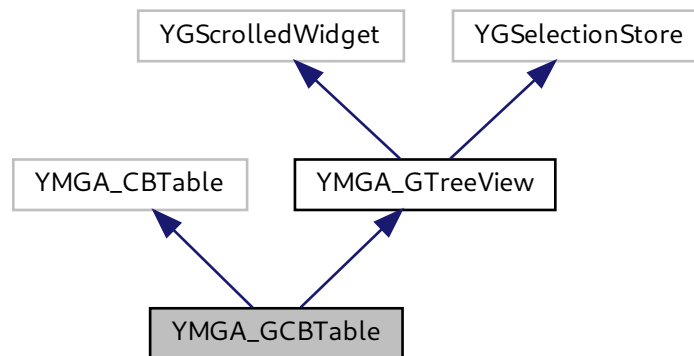 YGScrolledWidget
YGSelectionStore
YMGA_CBTable
YMGA_GTreeView
YMGA_GCBTable